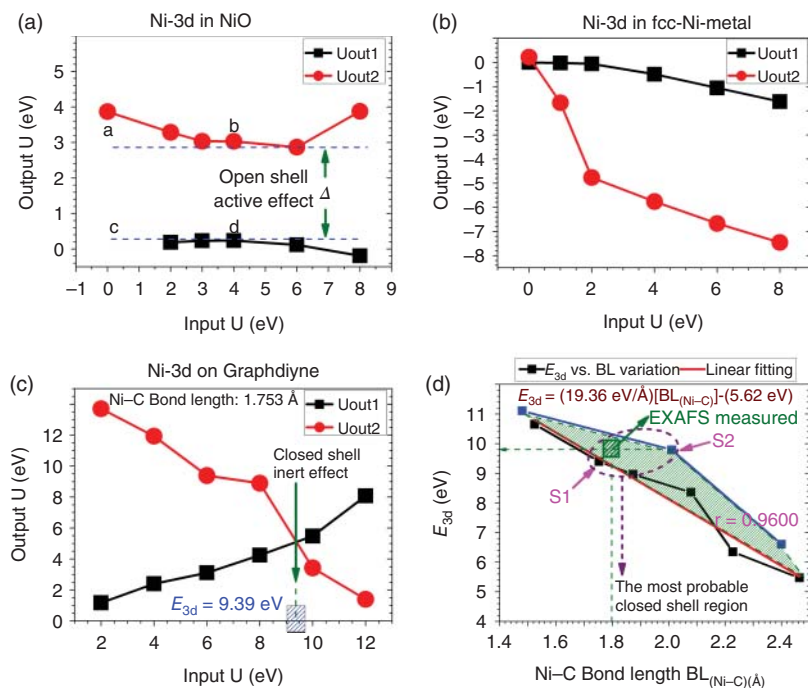 (a)
Ni-3d in NiO
Uout1
Uout2
Output U (eV)
5
4
3
2
1
0
a
b
c
d
Open shell
active effect Δ
−1 0 1 2 3 4 5 6 7 8 9
Input U (eV)
(b)
Ni-3d in fcc-Ni-metal
Uout1
Uout2
Output U (eV)
0
−1
−2
−3
−4
−5
−6
−7
−8
0 2 4 6 8
Input U (eV)
(c)
Ni-3d on Graphdiyne
Ni–C Bond length: 1.753 Å
Uout1
Uout2
Closed shell
inert effect
E3d = 9.39 eV
Output U (eV)
14
12
10
8
6
4
2
0
2 4 6 8 10 12
Input U (eV)
(d)
E3d vs. BL variation
Linear fitting
E3d = (19.36 eV/Å)[BL(Ni–C)]-(5.62 eV)
EXAFS measured
S2
S1
r = 0.9600
The most probable
closed shell region
E3d (eV)
12
11
10
9
8
7
6
5
4
1.4 1.6 1.8 2.0 2.2 2.4
Ni–C Bond length BL(Ni–C)(Å)